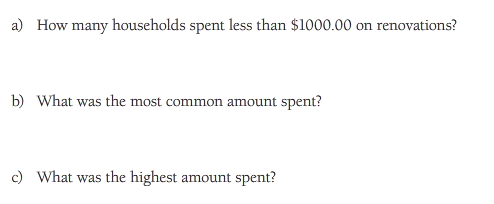 a) How many households spent less than $1000.00 on renovations?
b) What was the most common amount spent?
c) What was the highest amount spent?